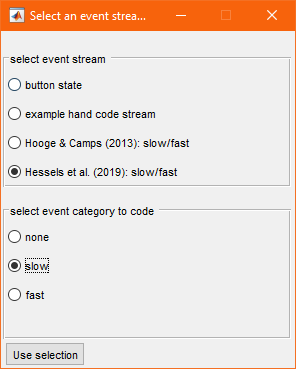 Select an event strea...
select event stream
button state
example hand code stream
Hooge & Camps (2013): slow/fast
Hessels et al. (2019): slow/fast
select event category to code
none
slow
fast
Use selection